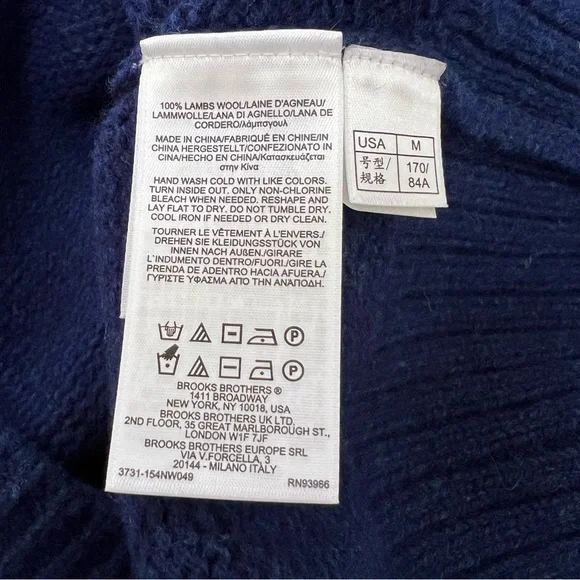 100% LAMBS WOOL/LAINE D'AGNEAU/
LAMMWOLLE/LANA DI AGNELLO/LANA DE
CORDERO/λάμπσγουλ
MADE IN CHINA/FABRIQUÉ EN CHINE/IN
CHINA HERGESTELLT/CONFEZIONATO IN
CINA/HECHO EN CHINA/Κατασκευάζεται
στην Κίνα
HAND WASH COLD WITH LIKE COLORS.
TURN INSIDE OUT. ONLY NON-CHLORINE
BLEACH WHEN NEEDED. RESHAPE AND
LAY FLAT TO DRY. DO NOT TUMBLE DRY.
COOL IRON IF NEEDED OR DRY CLEAN.
TOURNER LE VÊTEMENT À L'ENVERS./
DREHEN SIE KLEIDUNGSSTÜCK VON
INNEN NACH AUßEN./GIRARE
L'INDUMENTO DENTRO/FUORI./GIRE LA
PRENDA DE ADENTRO HACIA AFUERA./
ΓΥΡΙΣΤΕ ΎΦΑΣΜΑ ΑΠΌ ΤΗΝ ΑΝΆΠΟΔΗ.
P
P
BROOKS BROTHERS ®
1411 BROADWAY
NEW YORK, NY 10018, USA
BROOKS BROTHERS UK LTD.
2ND FLOOR, 35 GREAT MARLBOROUGH ST.,
LONDON W1F 7JF
BROOKS BROTHERS EUROPE SRL
VIA V.FORCELLA, 3
20144 - MILANO ITALY
3731-154NW049 RN93966
USA M
号型/ 170/
规格 84A